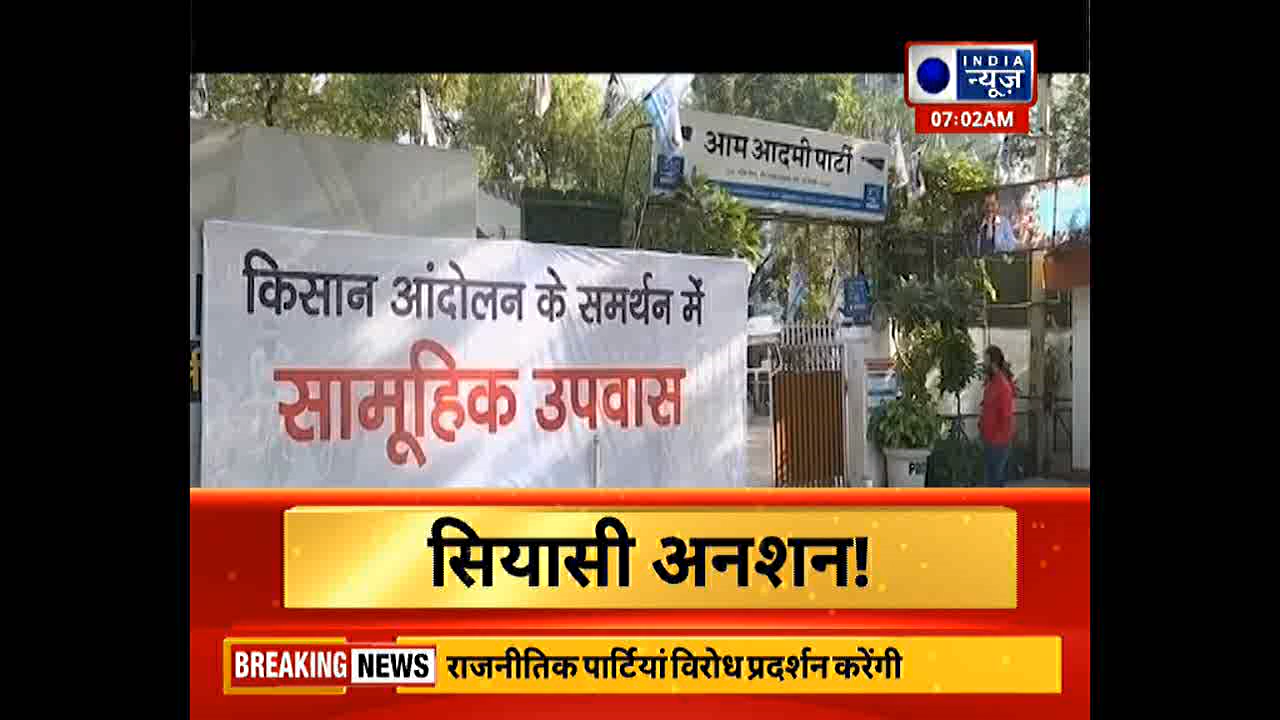 INDIA
न्यूज़
07:02AM
आम आदमी पार्टी
किसान आंदोलन के समर्थन में
सामूहिक उपवास
सियासी अनशन!
BREAKING NEWS राजनीतिक पार्टियां विरोध प्रदर्शन करेंगी